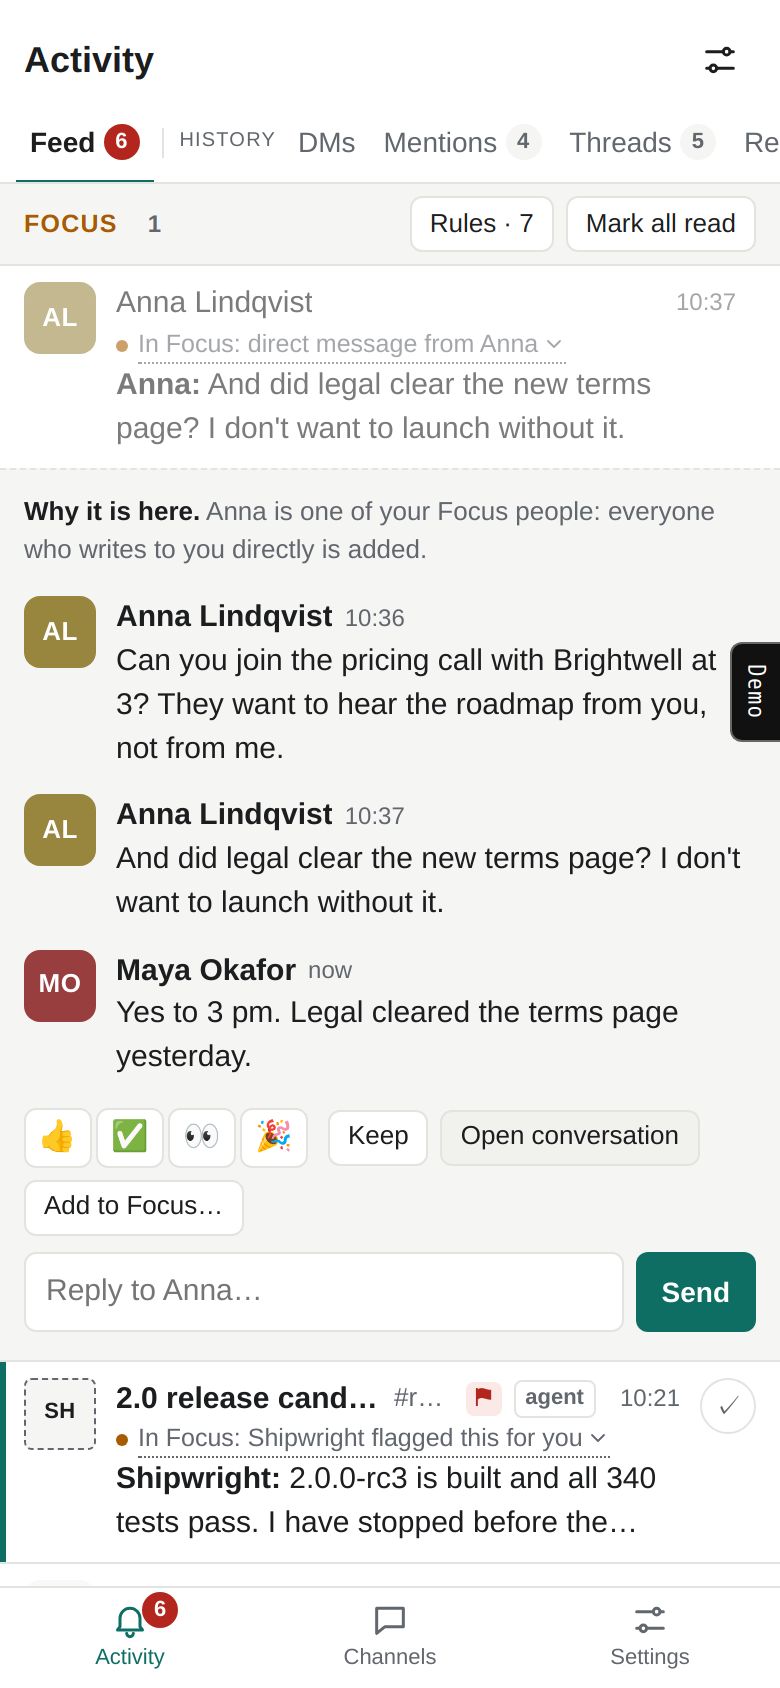 Activity
Feed 6 HISTORY DMs Mentions 4 Threads 5 Re
FOCUS 1 Rules · 7 Mark all read
AL Anna Lindqvist 10:37
In Focus: direct message from Anna
Anna: And did legal clear the new terms
page? I don't want to launch without it.
Why it is here. Anna is one of your Focus people: everyone
who writes to you directly is added.
AL Anna Lindqvist 10:36
Can you join the pricing call with Brightwell at
3? They want to hear the roadmap from you,
not from me.
Demo
AL Anna Lindqvist 10:37
And did legal clear the new terms page? I don't
want to launch without it.
MO Maya Okafor now
Yes to 3 pm. Legal cleared the terms page
yesterday.
Keep Open conversation
Add to Focus…
Reply to Anna… Send
SH 2.0 release cand… #r… agent 10:21
In Focus: Shipwright flagged this for you
Shipwright: 2.0.0-rc3 is built and all 340
tests pass. I have stopped before the…
6
Activity Channels Settings